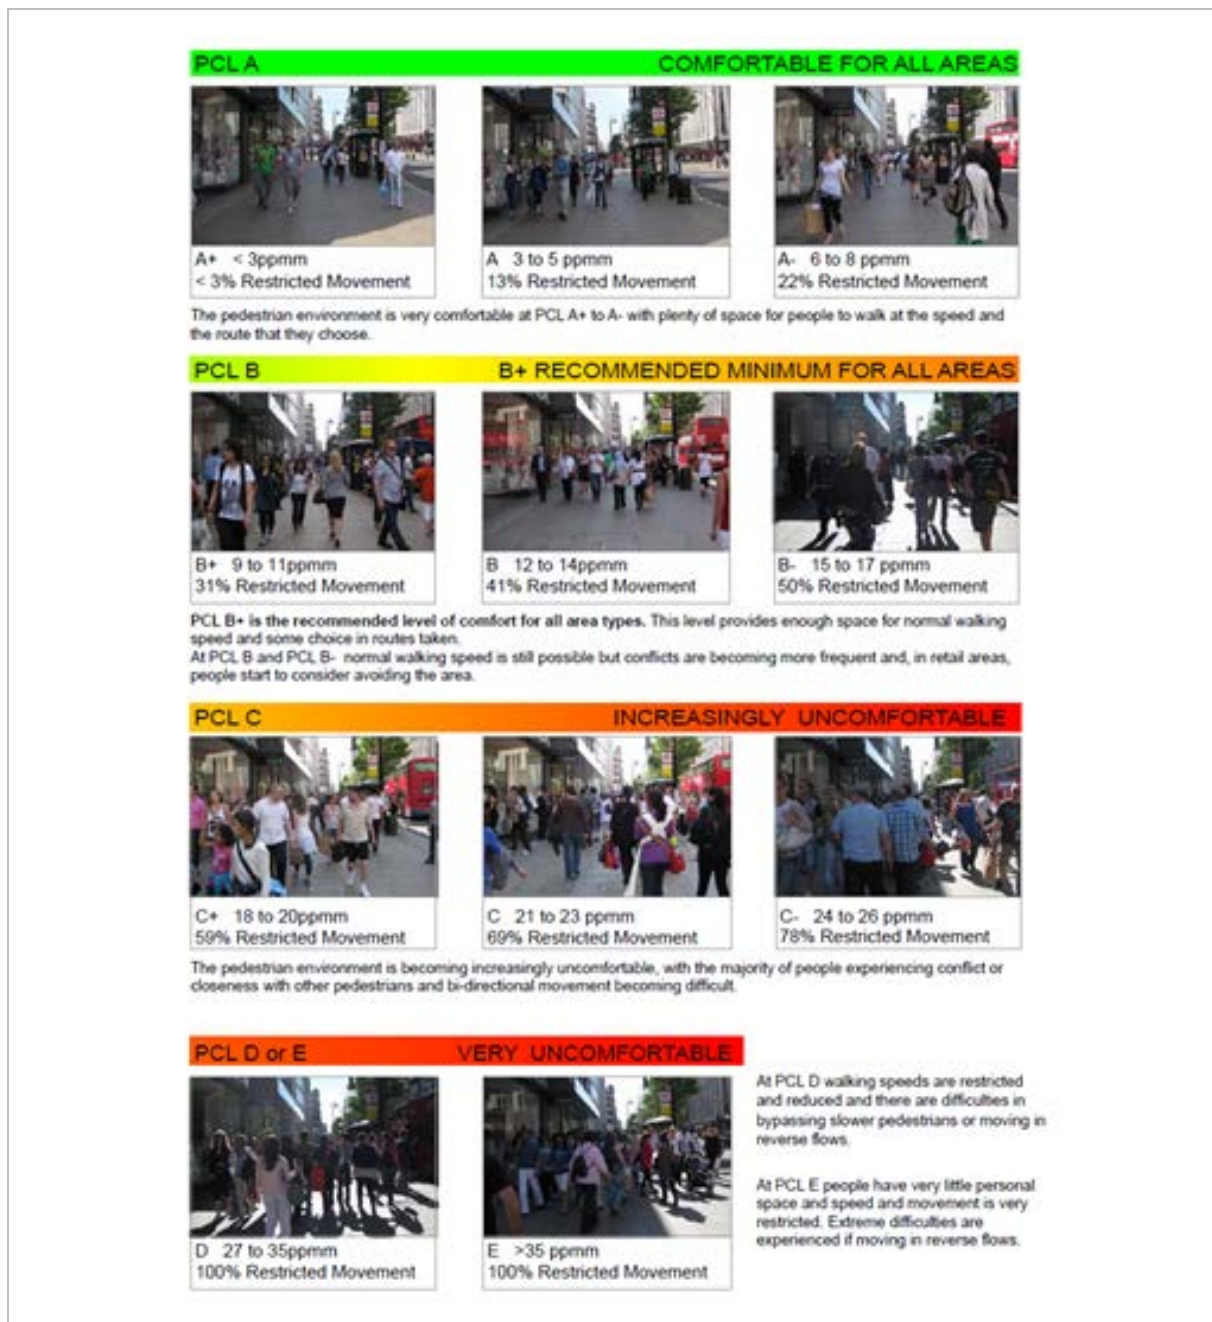 PCL A COMFORTABLE FOR ALL AREAS
A+ < 3ppmm
< 3% Restricted Movement
A 3 to 5 ppmm
13% Restricted Movement
A- 6 to 8 ppmm
22% Restricted Movement
The pedestrian environment is very comfortable at PCL A+ to A- with plenty of space for people to walk at the speed and
the route that they choose.
PCL B B+ RECOMMENDED MINIMUM FOR ALL AREAS
B+ 9 to 11ppmm
31% Restricted Movement
B 12 to 14ppmm
41% Restricted Movement
B- 15 to 17 ppmm
50% Restricted Movement
PCL B+ is the recommended level of comfort for all area types. This level provides enough space for normal walking
speed and some choice in routes taken.
At PCL B and PCL B- normal walking speed is still possible but conflicts are becoming more frequent and, in retail areas,
people start to consider avoiding the area.
PCL C INCREASINGLY UNCOMFORTABLE
C+ 18 to 20ppmm
59% Restricted Movement
C 21 to 23 ppmm
69% Restricted Movement
C- 24 to 26 ppmm
78% Restricted Movement
The pedestrian environment is becoming increasingly uncomfortable, with the majority of people experiencing conflict or
closeness with other pedestrians and bi-directional movement becoming difficult.
PCL D or E VERY UNCOMFORTABLE
D 27 to 35ppmm
100% Restricted Movement
E >35 ppmm
100% Restricted Movement
At PCL D walking speeds are restricted
and reduced and there are difficulties in
bypassing slower pedestrians or moving in
reverse flows.
At PCL E people have very little personal
space and speed and movement is very
restricted. Extreme difficulties are
experienced if moving in reverse flows.